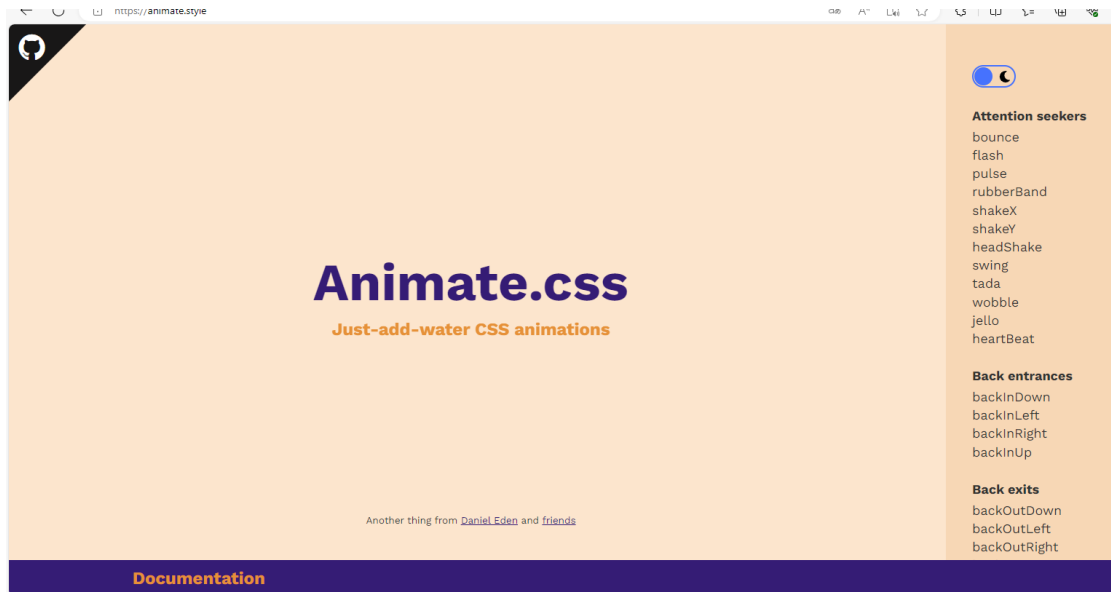 https://animate.style
Animate.css
Just-add-water CSS animations
Another thing from Daniel Eden and friends
Documentation
Attention seekers
bounce
flash
pulse
rubberBand
shakeX
shakeY
headShake
swing
tada
wobble
jello
heartBeat
Back entrances
backInDown
backInLeft
backInRight
backInUp
Back exits
backOutDown
backOutLeft
backOutRight